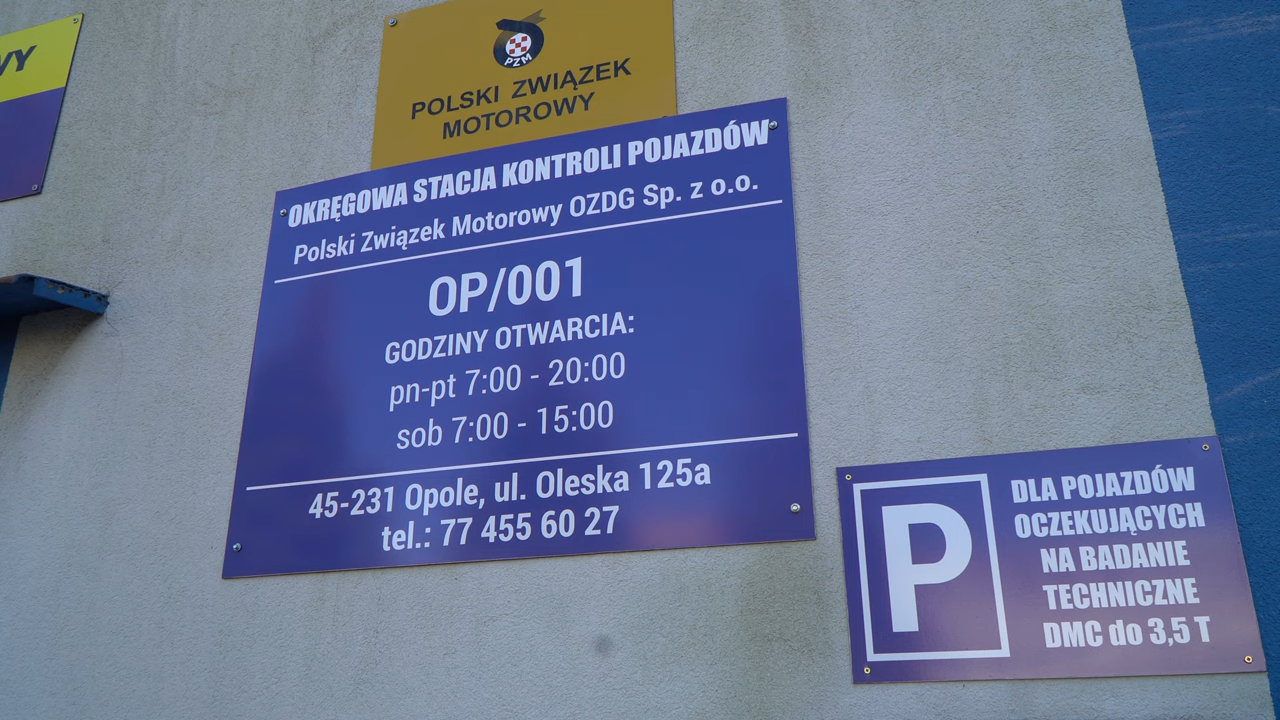 PZM
POLSKI ZWIĄZEK
MOTOROWY
OKRĘGOWA STACJA KONTROLI POJAZDÓW
Polski Związek Motorowy OZDG Sp. z o.o.
OP/001
GODZINY OTWARCIA:
pn-pt 7:00 - 20:00
sob 7:00 - 15:00
45-231 Opole, ul. Oleska 125a
tel.: 77 455 60 27
P
DLA POJAZDÓW
OCZEKUJĄCYCH
NA BADANIE
TECHNICZNE
DMC do 3,5 T